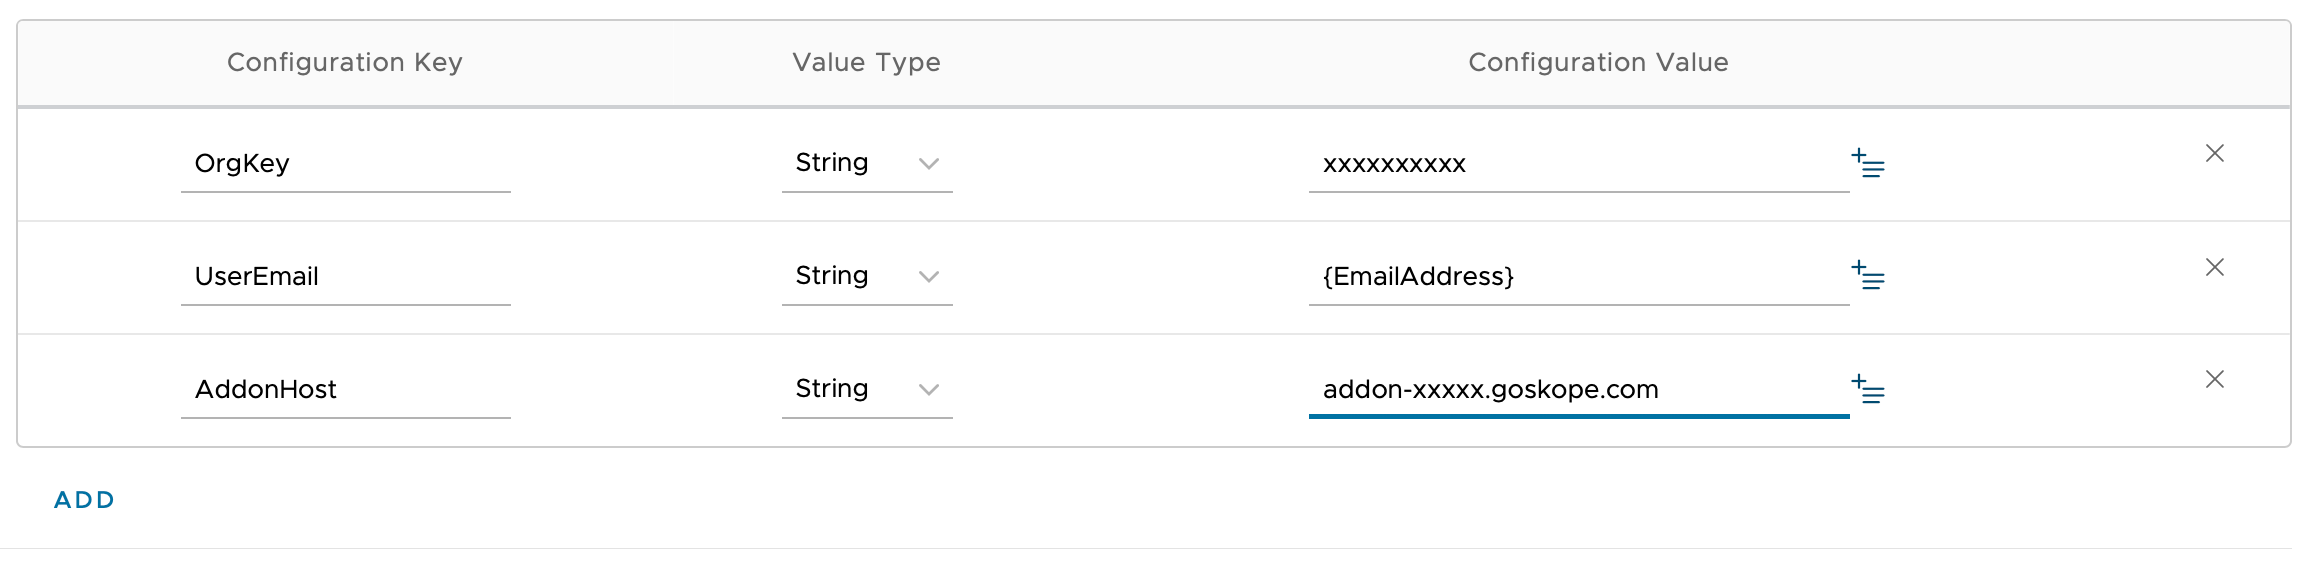 Configuration Key Value Type Configuration Value
OrgKey String xxxxxxxxxx
UserEmail String {EmailAddress}
AddonHost String addon-xxxxx.goskope.com
ADD